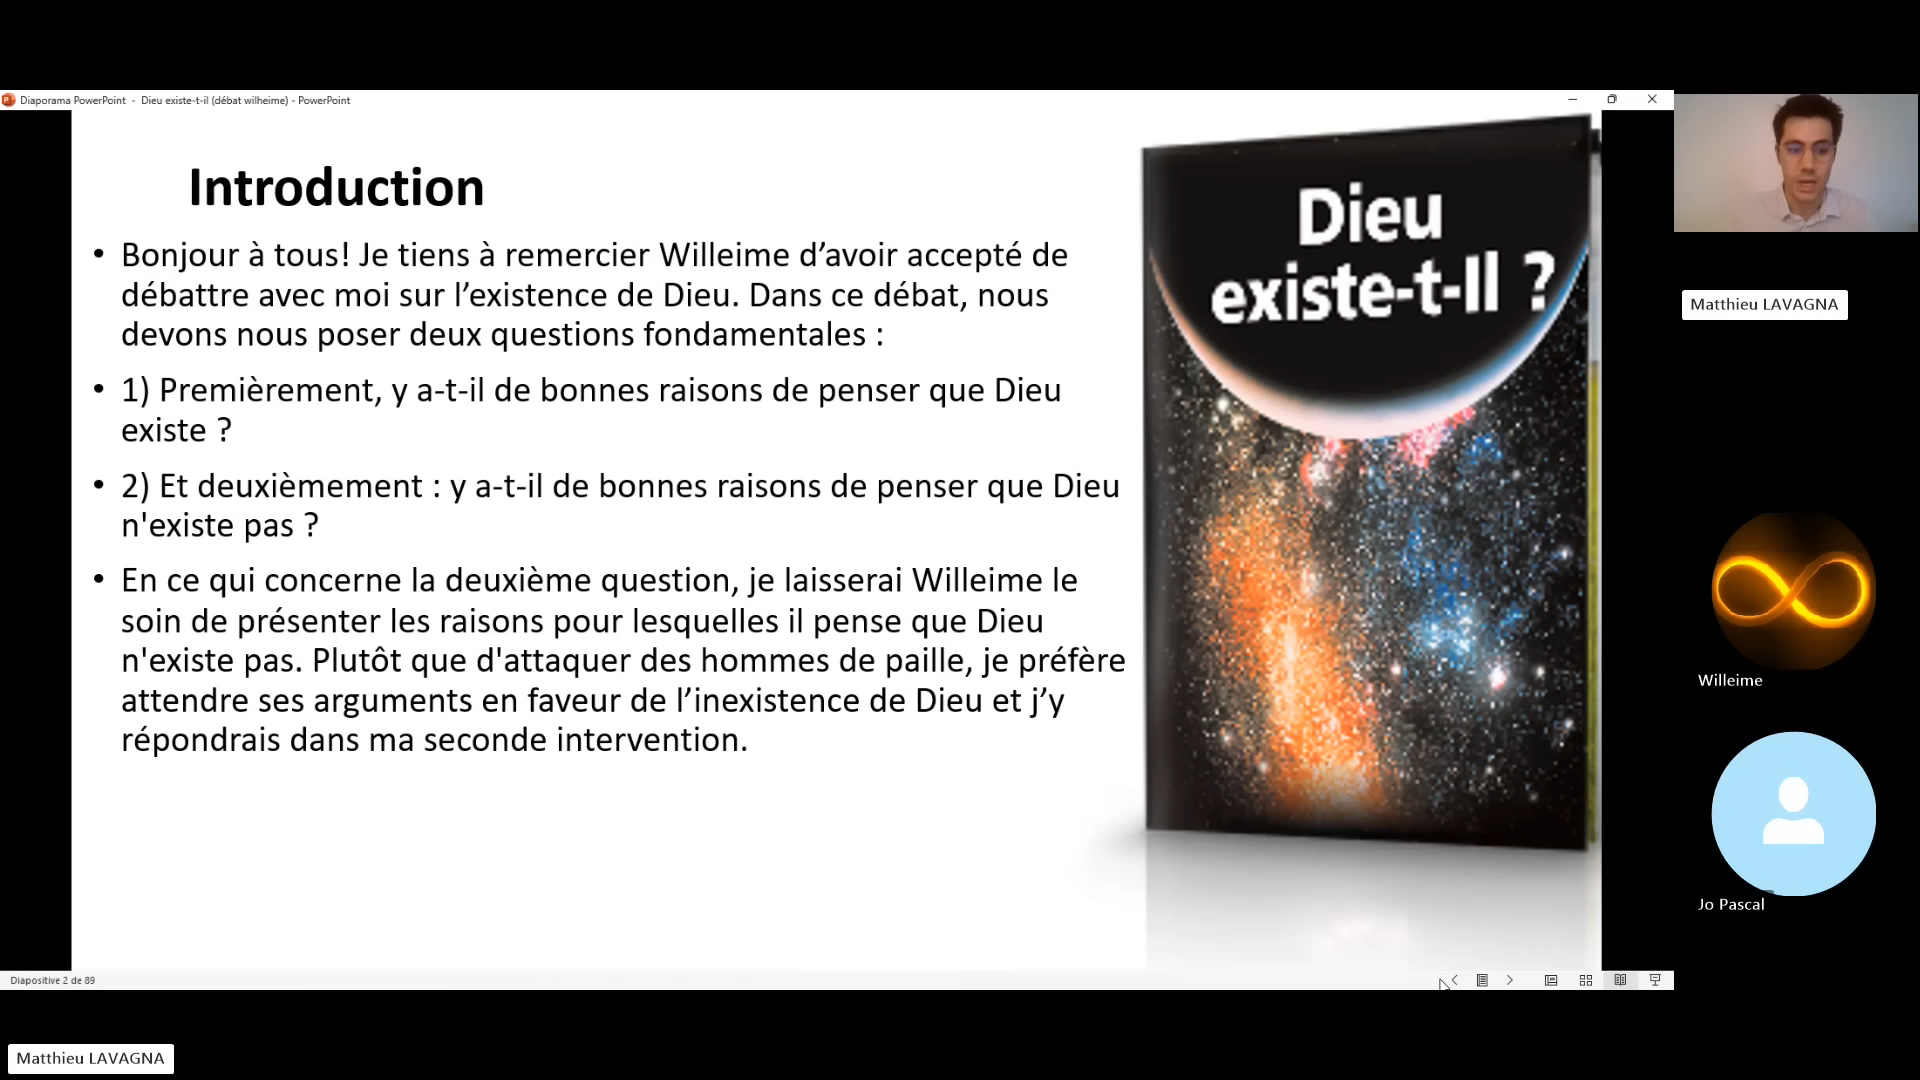 Diaporama PowerPoint - Dieu existe-t-il (débat wilheime) - PowerPoint
Introduction
• Bonjour à tous! Je tiens à remercier Willeime d’avoir accepté de
débattre avec moi sur l’existence de Dieu. Dans ce débat, nous
devons nous poser deux questions fondamentales :
• 1) Premièrement, y a-t-il de bonnes raisons de penser que Dieu
existe ?
• 2) Et deuxièmement : y a-t-il de bonnes raisons de penser que Dieu
n'existe pas ?
• En ce qui concerne la deuxième question, je laisserai Willeime le
soin de présenter les raisons pour lesquelles il pense que Dieu
n'existe pas. Plutôt que d'attaquer des hommes de paille, je préfère
attendre ses arguments en faveur de l’inexistence de Dieu et j’y
répondrais dans ma seconde intervention.
Dieu
existe-t-Il ?
Matthieu LAVAGNA
Willeime
Jo Pascal
Diapositive 2 de 89
Matthieu LAVAGNA